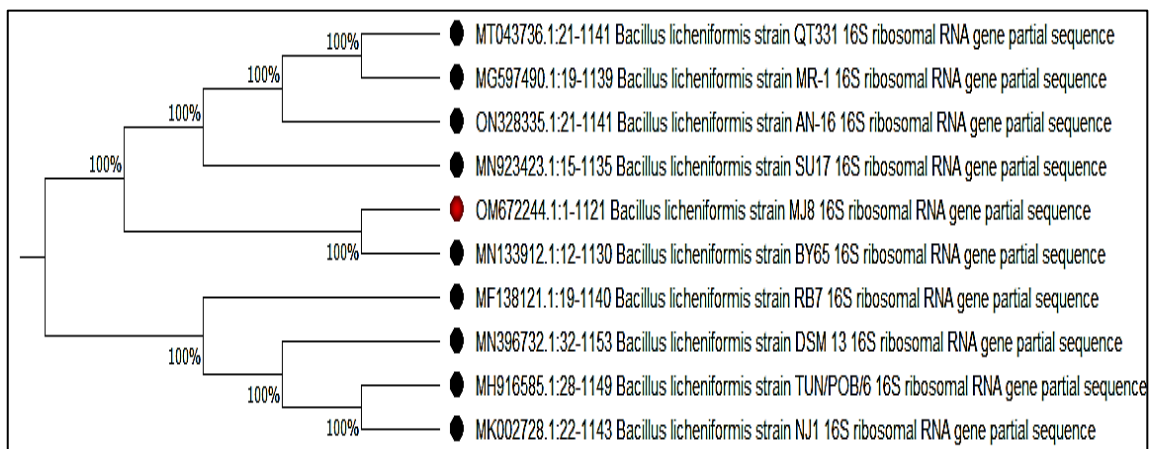 100%
MT043736.1:21-1141 Bacillus licheniformis strain QT331 16S ribosomal RNA gene partial sequence
100%
MG597490.1:19-1139 Bacillus licheniformis strain MR-1 16S ribosomal RNA gene partial sequence
100%
ON328335.1:21-1141 Bacillus licheniformis strain AN-16 16S ribosomal RNA gene partial sequence
100%
MN923423.1:15-1135 Bacillus licheniformis strain SU17 16S ribosomal RNA gene partial sequence
OM672244.1:1-1121 Bacillus licheniformis strain MJ8 16S ribosomal RNA gene partial sequence
100%
MN133912.1:12-1130 Bacillus licheniformis strain BY65 16S ribosomal RNA gene partial sequence
MF138121.1:19-1140 Bacillus licheniformis strain RB7 16S ribosomal RNA gene partial sequence
100%
MN396732.1:32-1153 Bacillus licheniformis strain DSM 13 16S ribosomal RNA gene partial sequence
100%
MH916585.1:28-1149 Bacillus licheniformis strain TUN/POB/6 16S ribosomal RNA gene partial sequence
100%
MK002728.1:22-1143 Bacillus licheniformis strain NJ1 16S ribosomal RNA gene partial sequence